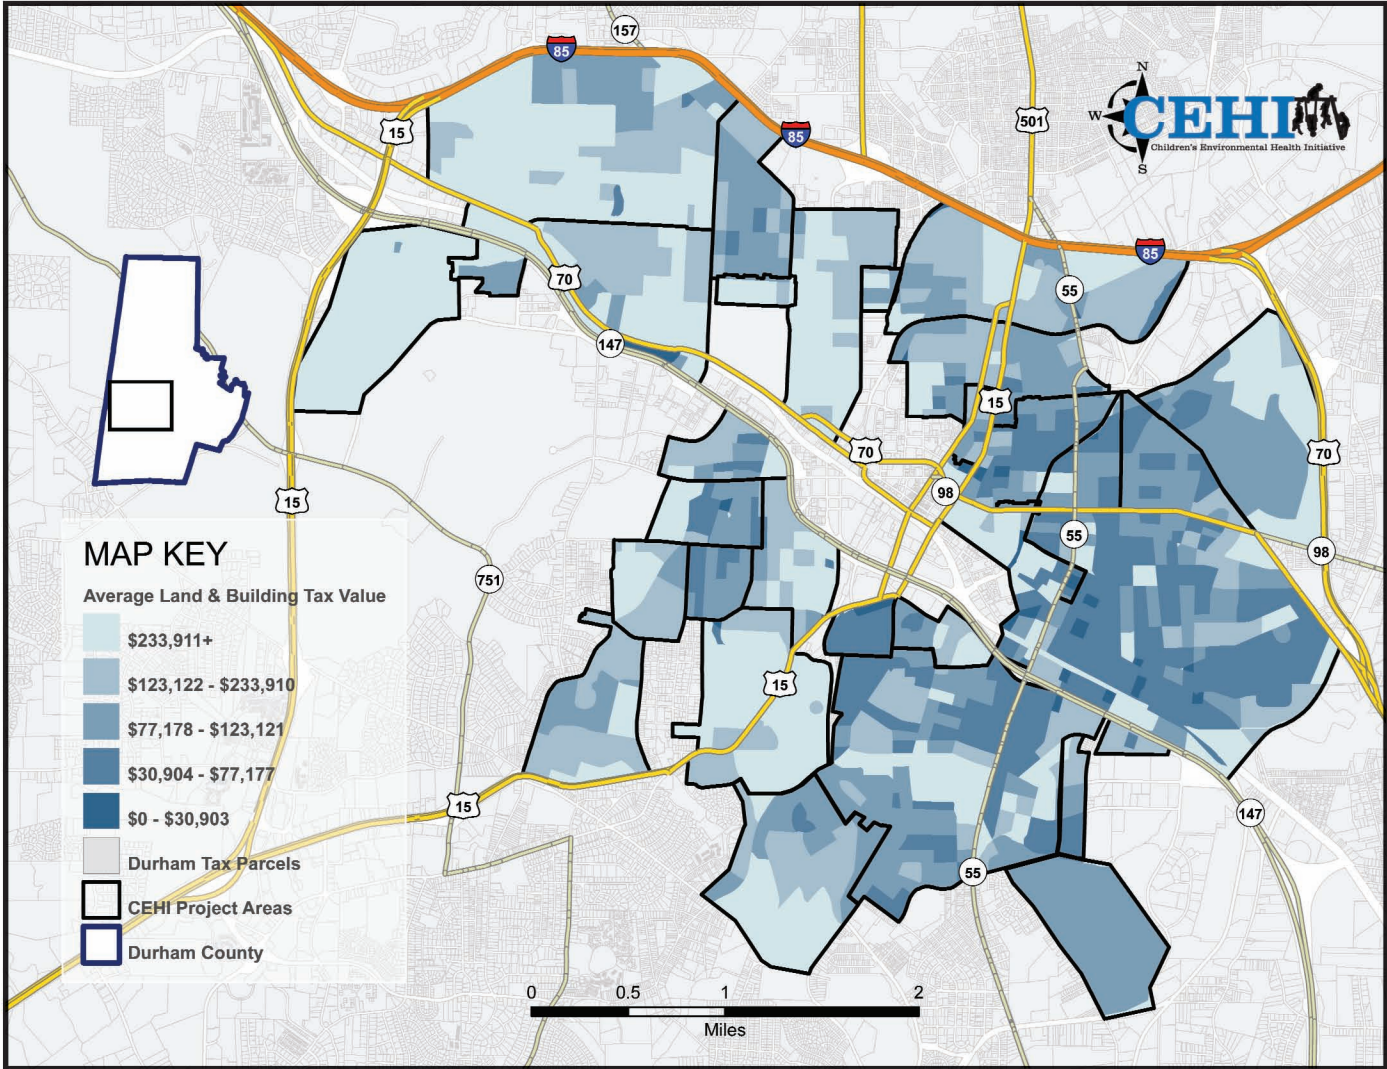 157
85
15
501
N
W
S
CEHI
Children's Environmental Health Initiative
85
85
55
70
147
15
70
70
98
15
55
98
751
MAP KEY
Average Land & Building Tax Value
$233,911+
$123,122 - $233,910
$77,178 - $123,121
$30,904 - $77,177
$0 - $30,903
Durham Tax Parcels
CEHI Project Areas
Durham County
15
15
147
55
0 0.5 1 2
Miles